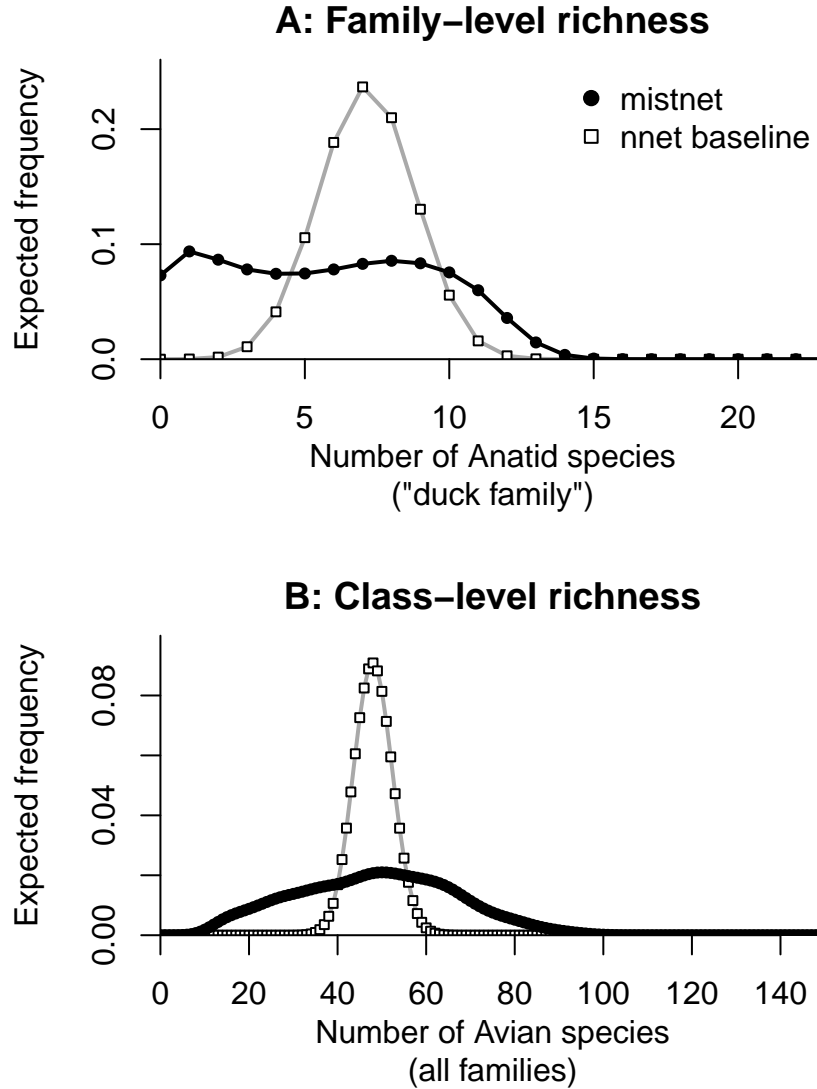 A: Family–level richness
Expected frequency
0.2
0.1
0.0
mistnet
nnet baseline
0 5 10 15 20
Number of Anatid species
("duck family")
B: Class–level richness
Expected frequency
0.08
0.04
0.00
0 20 40 60 80 100 120 140
Number of Avian species
(all families)